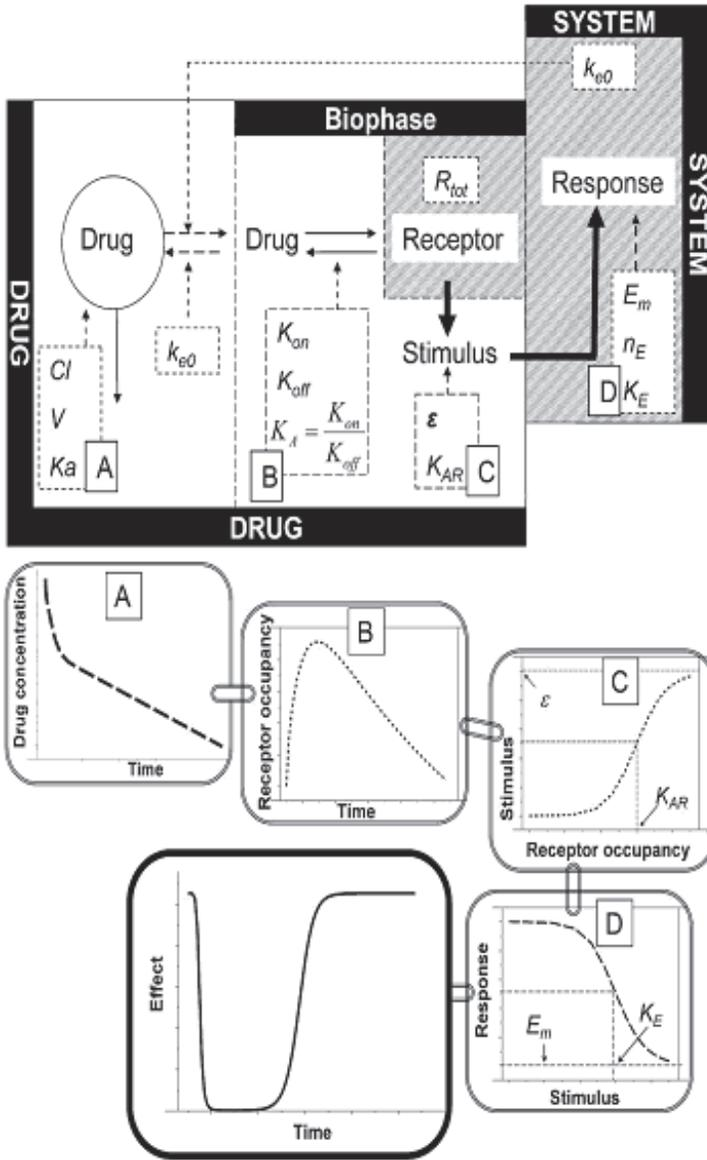 SYSTEM
k_e0
Biophase
SYSTEM
R_tot
Response
Drug
Drug
Receptor
DRUG
k_e0
K_on
K_off
K_A = K_on / K_off
B
Stimulus
E_m
n_E
K_E
D
Cl
V
Ka
A
ε
K_AR
C
DRUG
A
Drug concentration
Time
B
Receptor occupancy
Time
C
ε
Stimulus
K_AR
Receptor occupancy
Effect
Time
D
Response
E_m
K_E
Stimulus